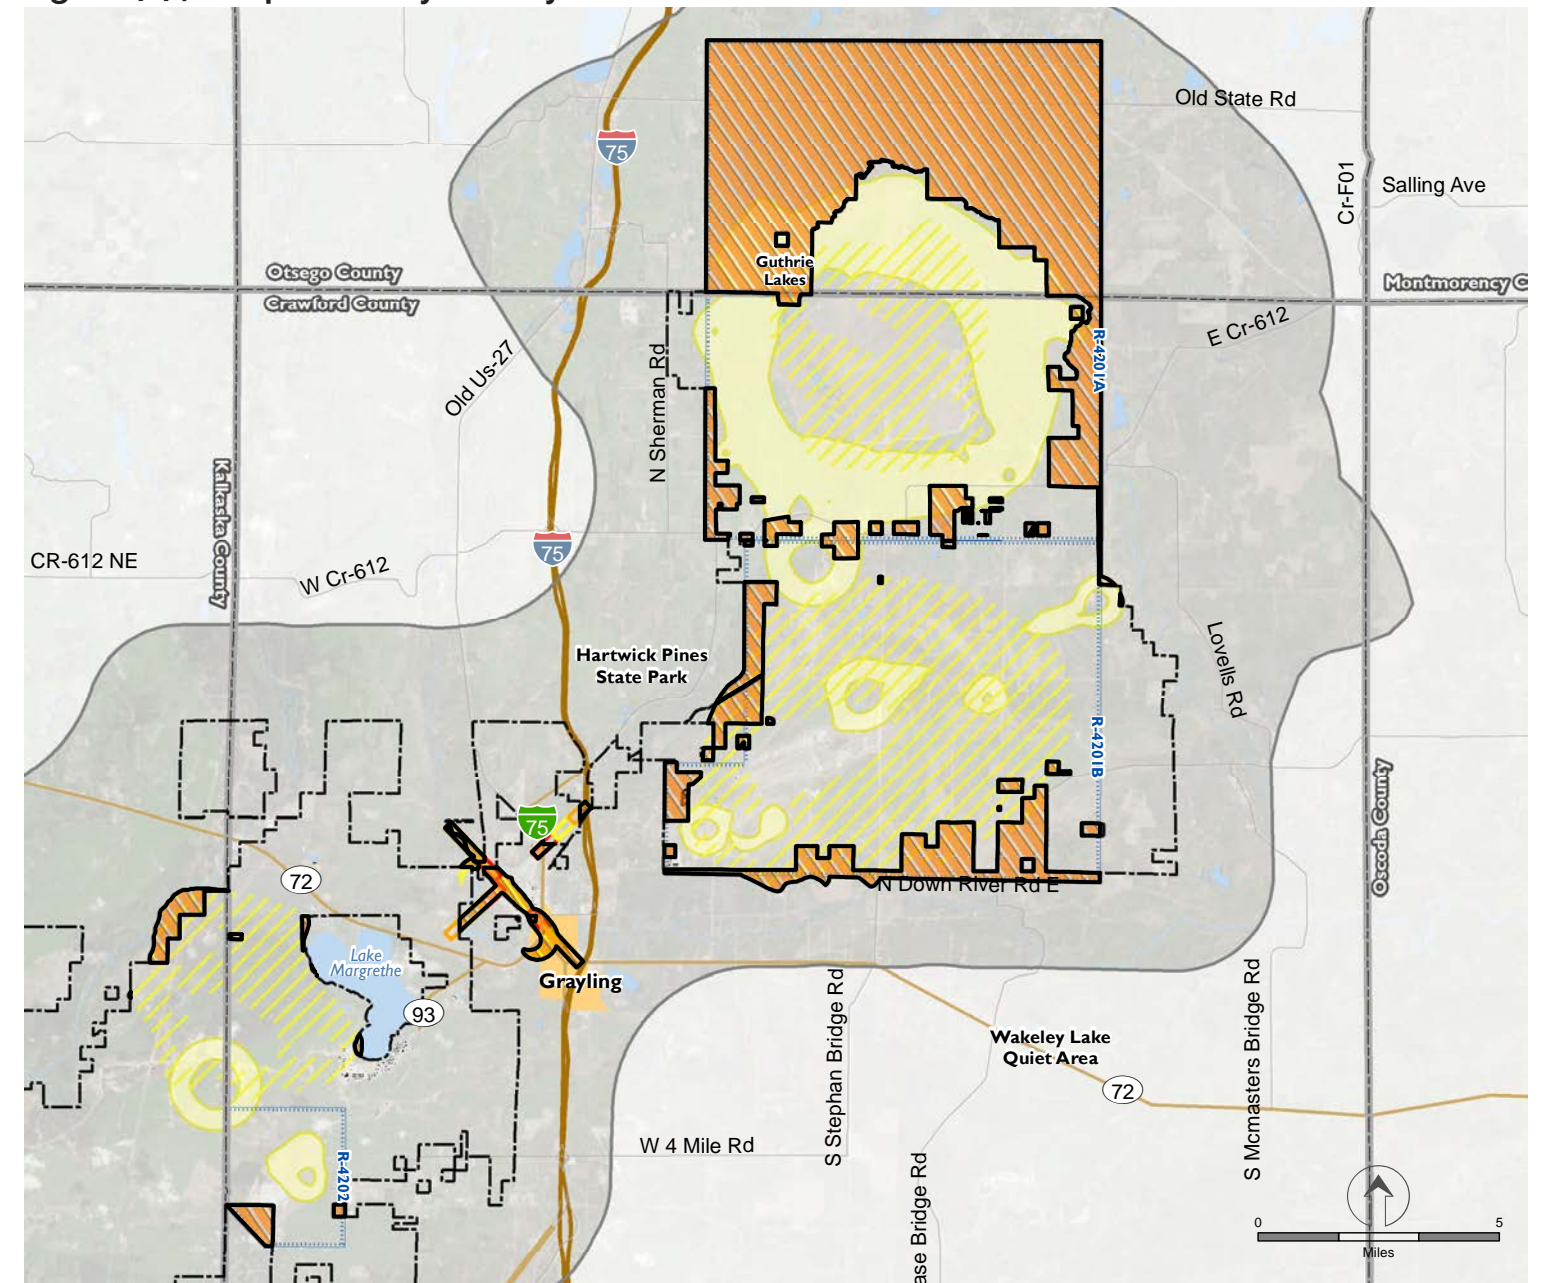 75
Old State Rd
Cr-F01
Salling Ave
Guthrie
Lakes
Otsego County
Crawford County
Montmorency C
E Cr-612
R-4201A
Old Us-27
N Sherman Rd
Kalkaska County
75
CR-612 NE
W Cr-612
Hartwick Pines
State Park
Lovells Rd
R-4201B
Oscoda County
75
72
N Down River Rd E
Lake
Margrethe
Grayling
93
S Stephan Bridge Rd
Wakeley Lake
Quiet Area
S Mcmasters Bridge Rd
72
W 4 Mile Rd
R-4202
ase Bridge Rd
0
5
Miles